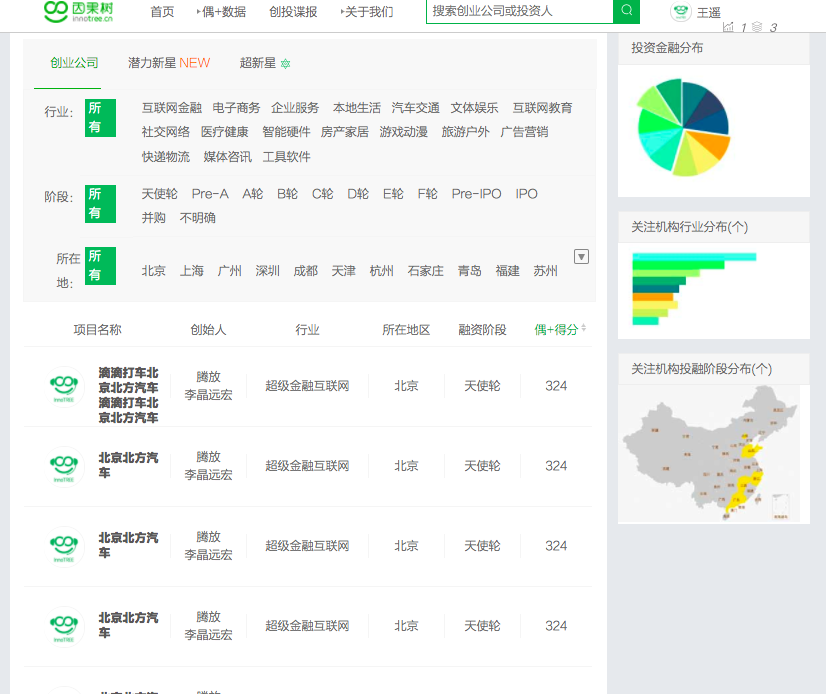 因果树
innotree.cn
首页
偶+数据
创投谍报
关于我们
搜索创业公司或投资人
王遥
1
3
创业公司
潜力新星 NEW
超新星
行业:
所有
互联网金融 电子商务 企业服务 本地生活 汽车交通 文体娱乐 互联网教育
社交网络 医疗健康 智能硬件 房产家居 游戏动漫 旅游户外 广告营销
快递物流 媒体咨讯 工具软件
阶段:
所有
天使轮 Pre-A A轮 B轮 C轮 D轮 E轮 F轮 Pre-IPO IPO
并购 不明确
所在地:
所有
北京 上海 广州 深圳 成都 天津 杭州 石家庄 青岛 福建 苏州
项目名称 创始人 行业 所在地区 融资阶段 偶+得分
滴滴打车北
京北方汽车
滴滴打车北
京北方汽车
腾放
李晶远宏
超级金融互联网
北京
天使轮
324
北京北方汽
车
腾放
李晶远宏
超级金融互联网
北京
天使轮
324
北京北方汽
车
腾放
李晶远宏
超级金融互联网
北京
天使轮
324
北京北方汽
车
腾放
李晶远宏
超级金融互联网
北京
天使轮
324
投资金融分布
关注机构行业分布(个)
关注机构投融阶段分布(个)